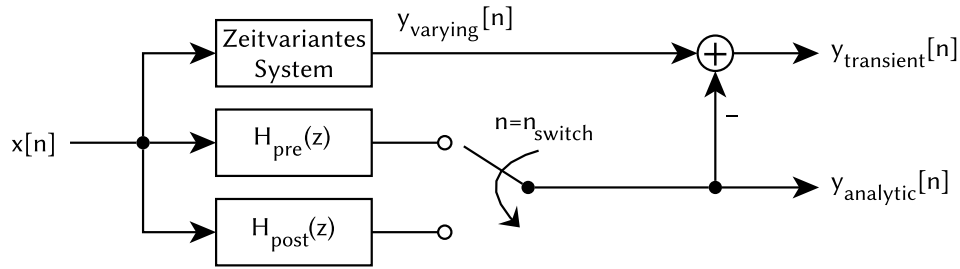 y_varying[n]
Zeitvariantes
System
+
y_transient[n]
x[n]
H_pre(z)
n=n_switch
–
y_analytic[n]
H_post(z)